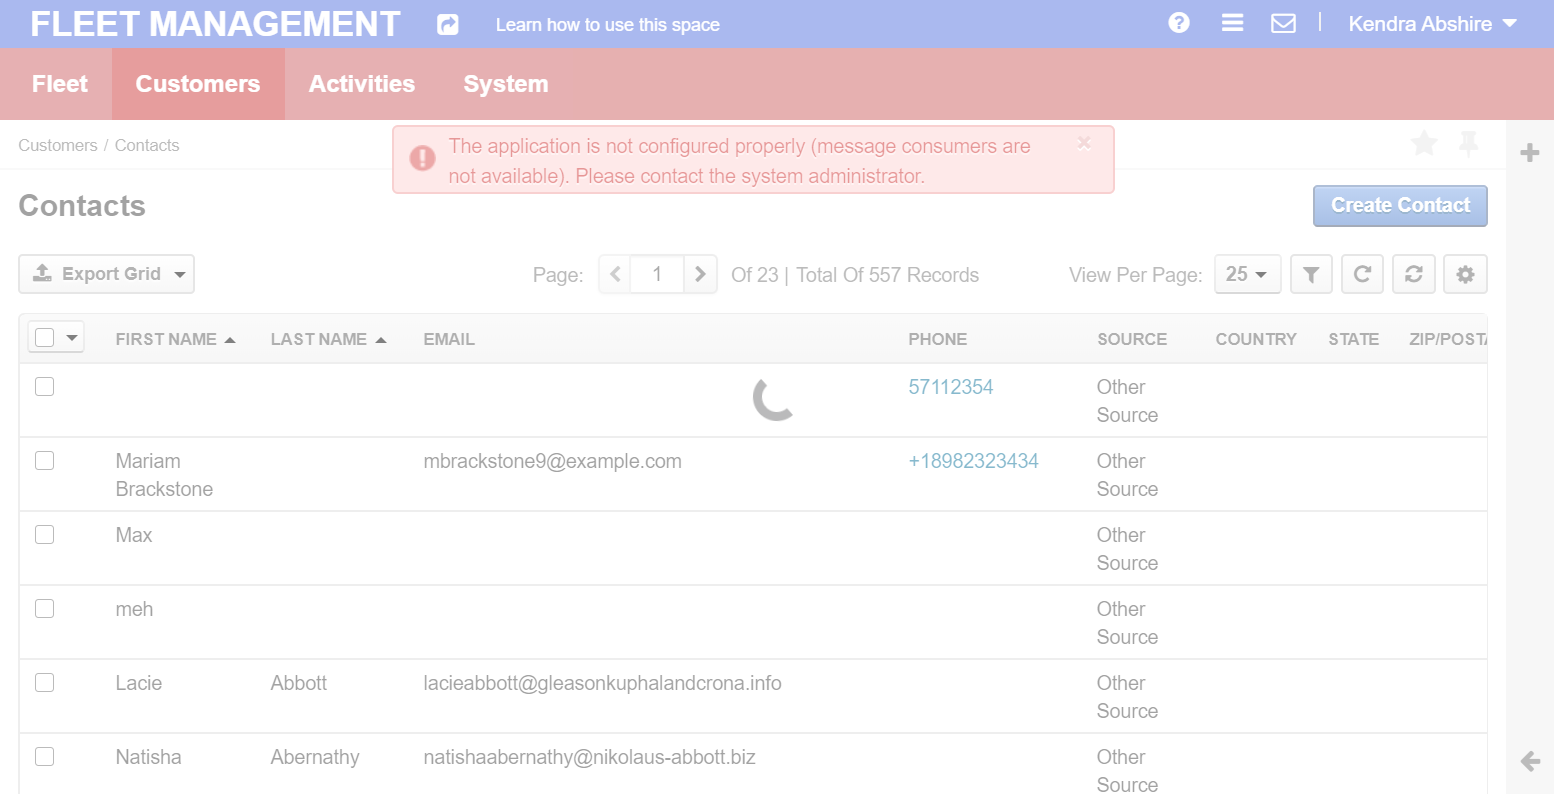 FLEET MANAGEMENT Learn how to use this space Kendra Abshire
Fleet Customers Activities System
Customers / Contacts
The application is not configured properly (message consumers are
not available). Please contact the system administrator.
Contacts
Create Contact
Export Grid Page: 1 Of 23 | Total Of 557 Records View Per Page: 25
FIRST NAME LAST NAME EMAIL PHONE SOURCE COUNTRY STATE ZIP/POSTA
57112354 Other
Source
Mariam mbrackstone9@example.com +18982323434 Other
Brackstone Source
Max Other
Source
meh Other
Source
Lacie Abbott lacieabbott@gleasonkuphalandcrona.info Other
Source
Natisha Abernathy natishaabernathy@nikolaus-abbott.biz Other
Source